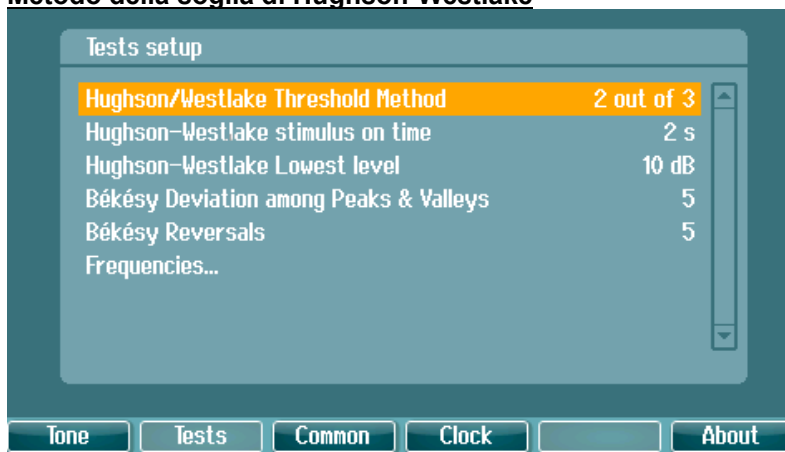 Metodo della soglia di Hughson-Westlake
Tests setup
Hughson/Westlake Threshold Method 2 out of 3
Hughson-Westlake stimulus on time 2 s
Hughson-Westlake Lowest level 10 dB
Békésy Deviation among Peaks & Valleys 5
Békésy Reversals 5
Frequencies...
Tone Tests Common Clock About